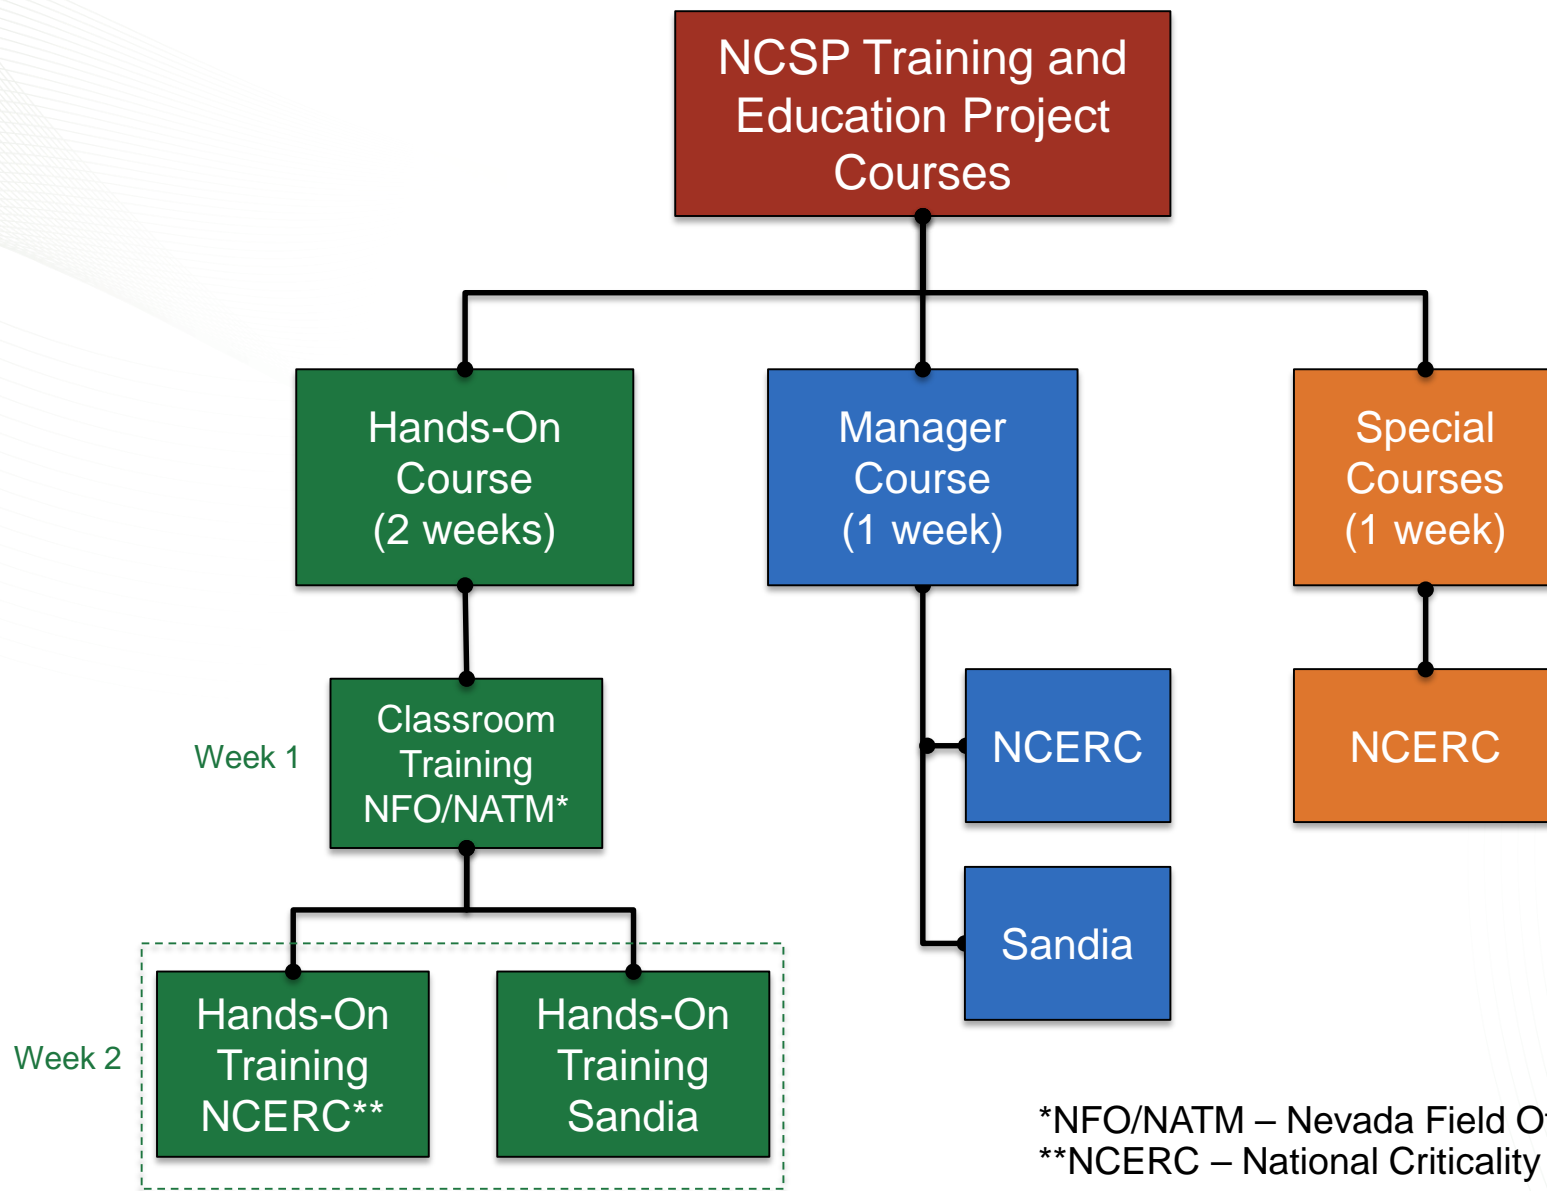 NCSP Training and
Education Project
Courses
Hands-On
Course
(2 weeks)
Manager
Course
(1 week)
Special
Courses
(1 week)
Week 1
Classroom
Training
NFO/NATM*
NCERC
NCERC
Sandia
Week 2
Hands-On
Training
NCERC**
Hands-On
Training
Sandia
*NFO/NATM – Nevada Field
**NCERC – National Criticality